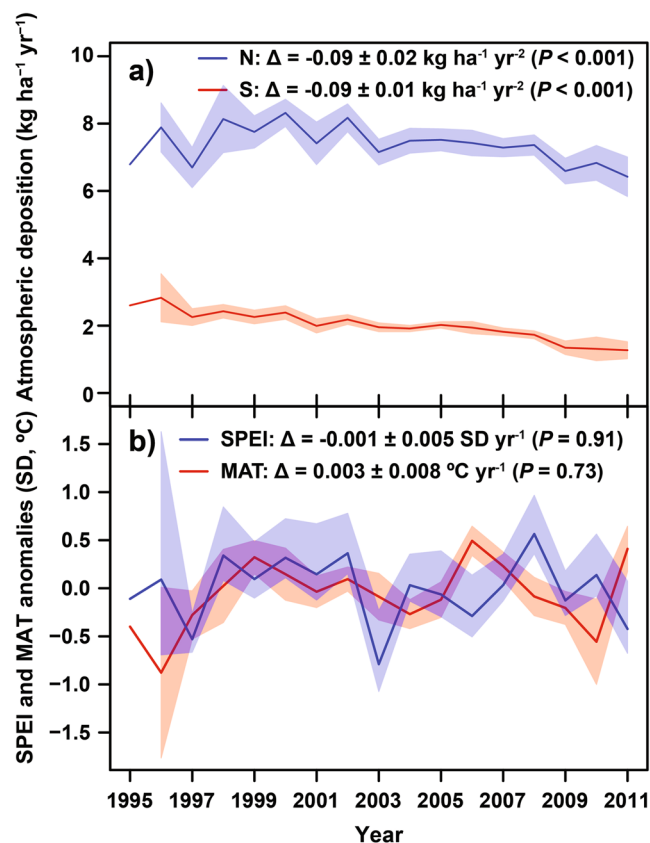 a)
N: Δ = -0.09 ± 0.02 kg ha⁻¹ yr⁻² (P < 0.001)
S: Δ = -0.09 ± 0.01 kg ha⁻¹ yr⁻² (P < 0.001)
Atmospheric deposition (kg ha⁻¹ yr⁻¹)
10
8
6
4
2
0
b)
SPEI: Δ = -0.001 ± 0.005 SD yr⁻¹ (P = 0.91)
MAT: Δ = 0.003 ± 0.008 ºC yr⁻¹ (P = 0.73)
SPEI and MAT anomalies (SD, ºC)
1.5
1.0
0.5
0.0
−0.5
−1.0
−1.5
1995 1997 1999 2001 2003 2005 2007 2009 2011
Year